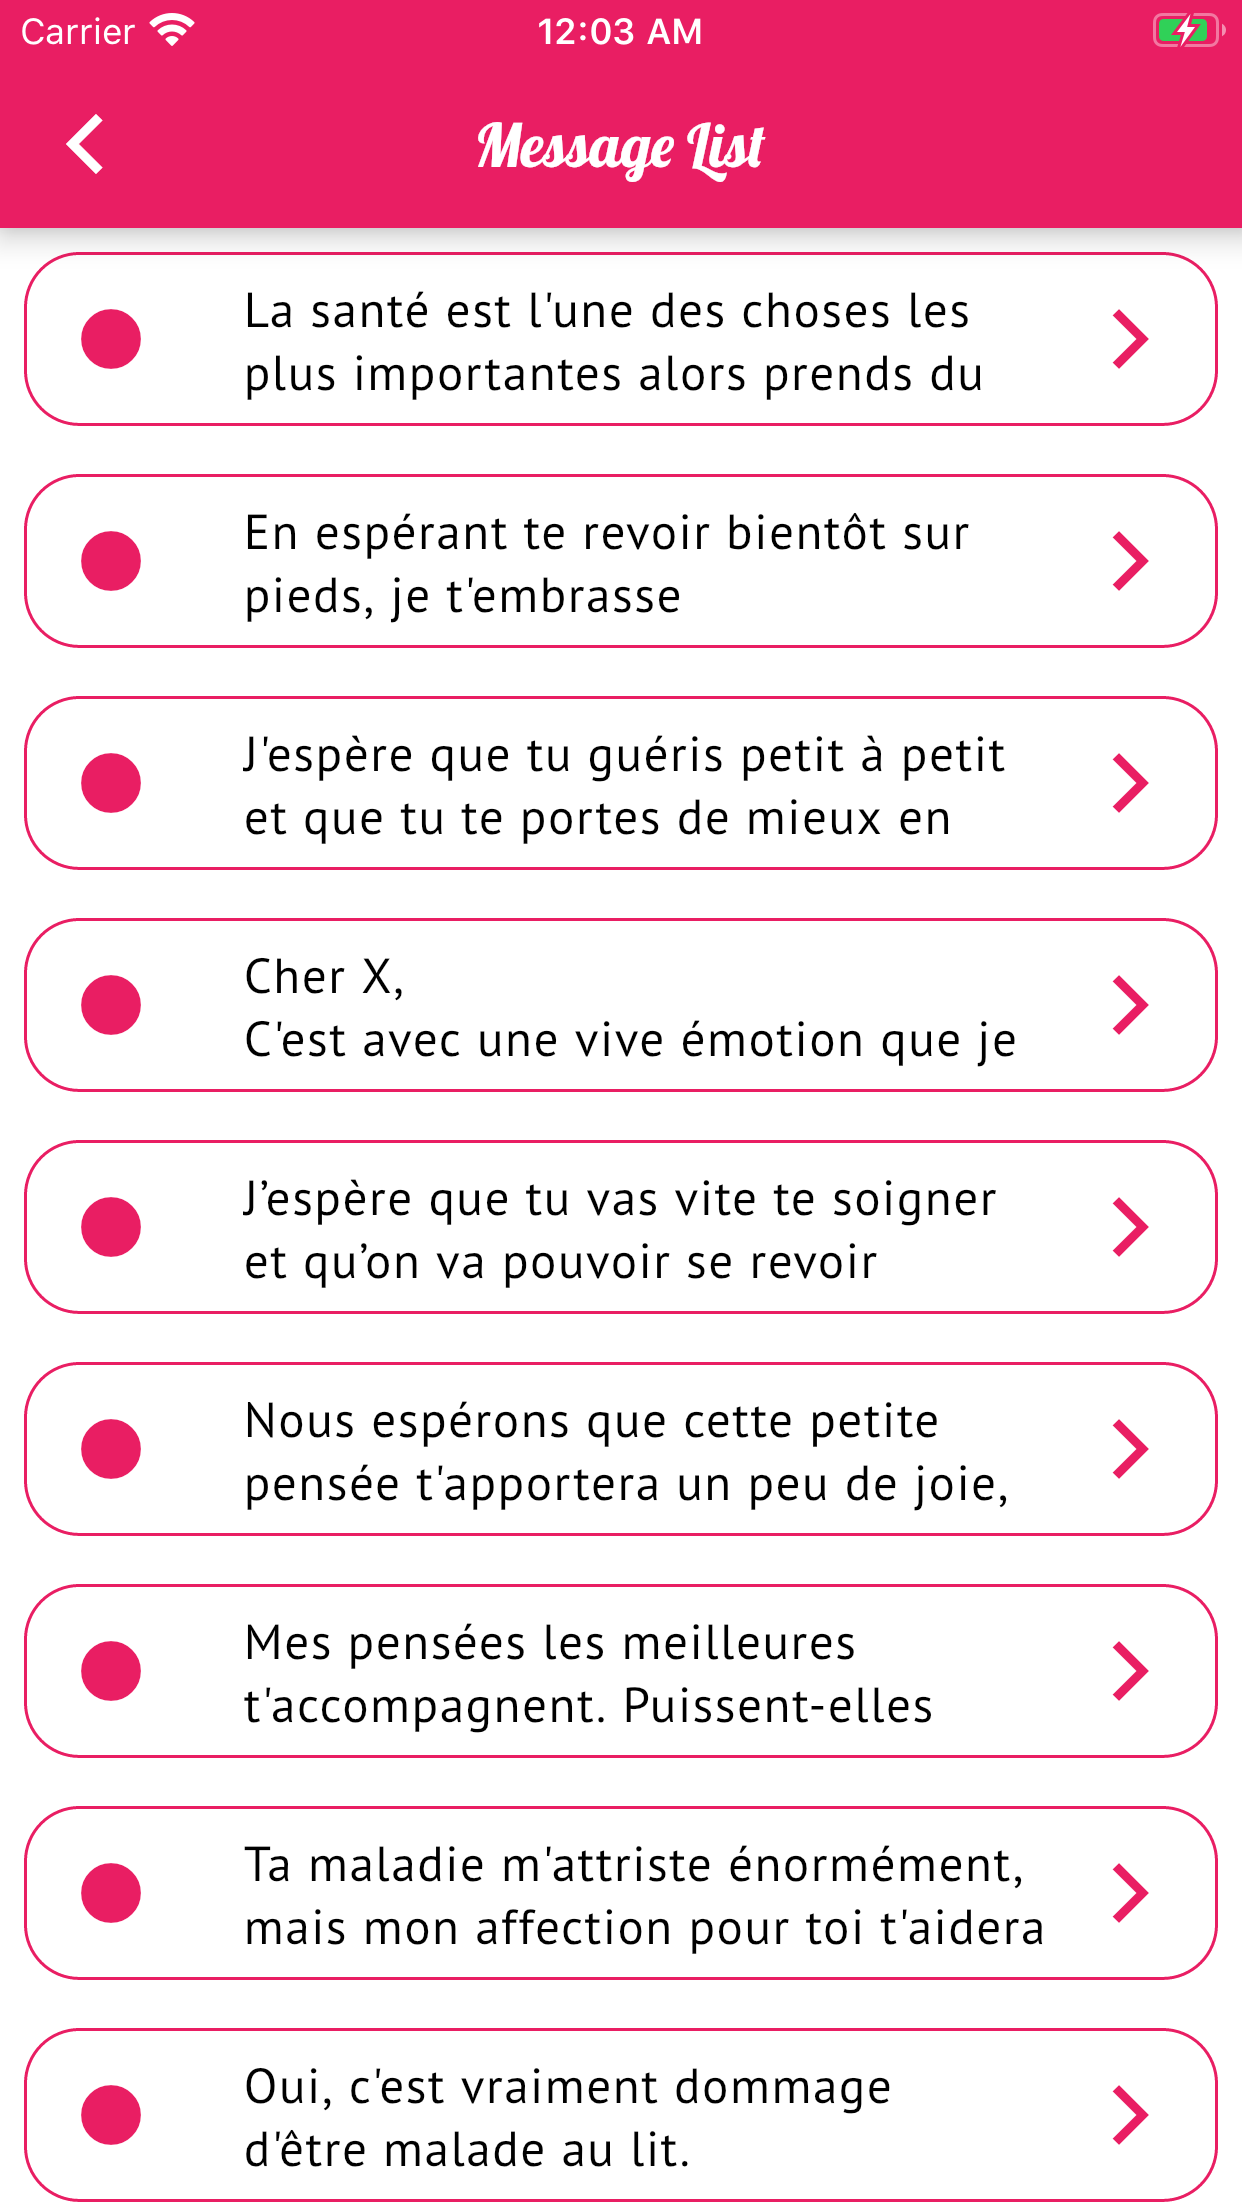 Carrier
12:03 AM
Message List
La santé est l'une des choses les
plus importantes alors prends du
En espérant te revoir bientôt sur
pieds, je t'embrasse
J'espère que tu guéris petit à petit
et que tu te portes de mieux en
Cher X,
C'est avec une vive émotion que je
J’espère que tu vas vite te soigner
et qu’on va pouvoir se revoir
Nous espérons que cette petite
pensée t'apportera un peu de joie,
Mes pensées les meilleures
t'accompagnent. Puissent-elles
Ta maladie m'attriste énormément,
mais mon affection pour toi t'aidera
Oui, c'est vraiment dommage
d'être malade au lit.